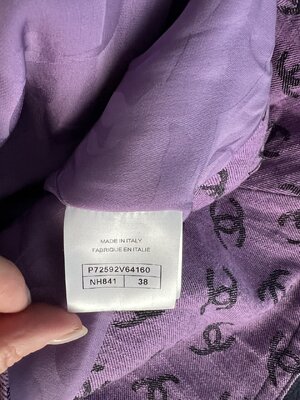 MADE IN ITALY
FABRIQUE EN ITALIE
P72592V64160
NH841 38